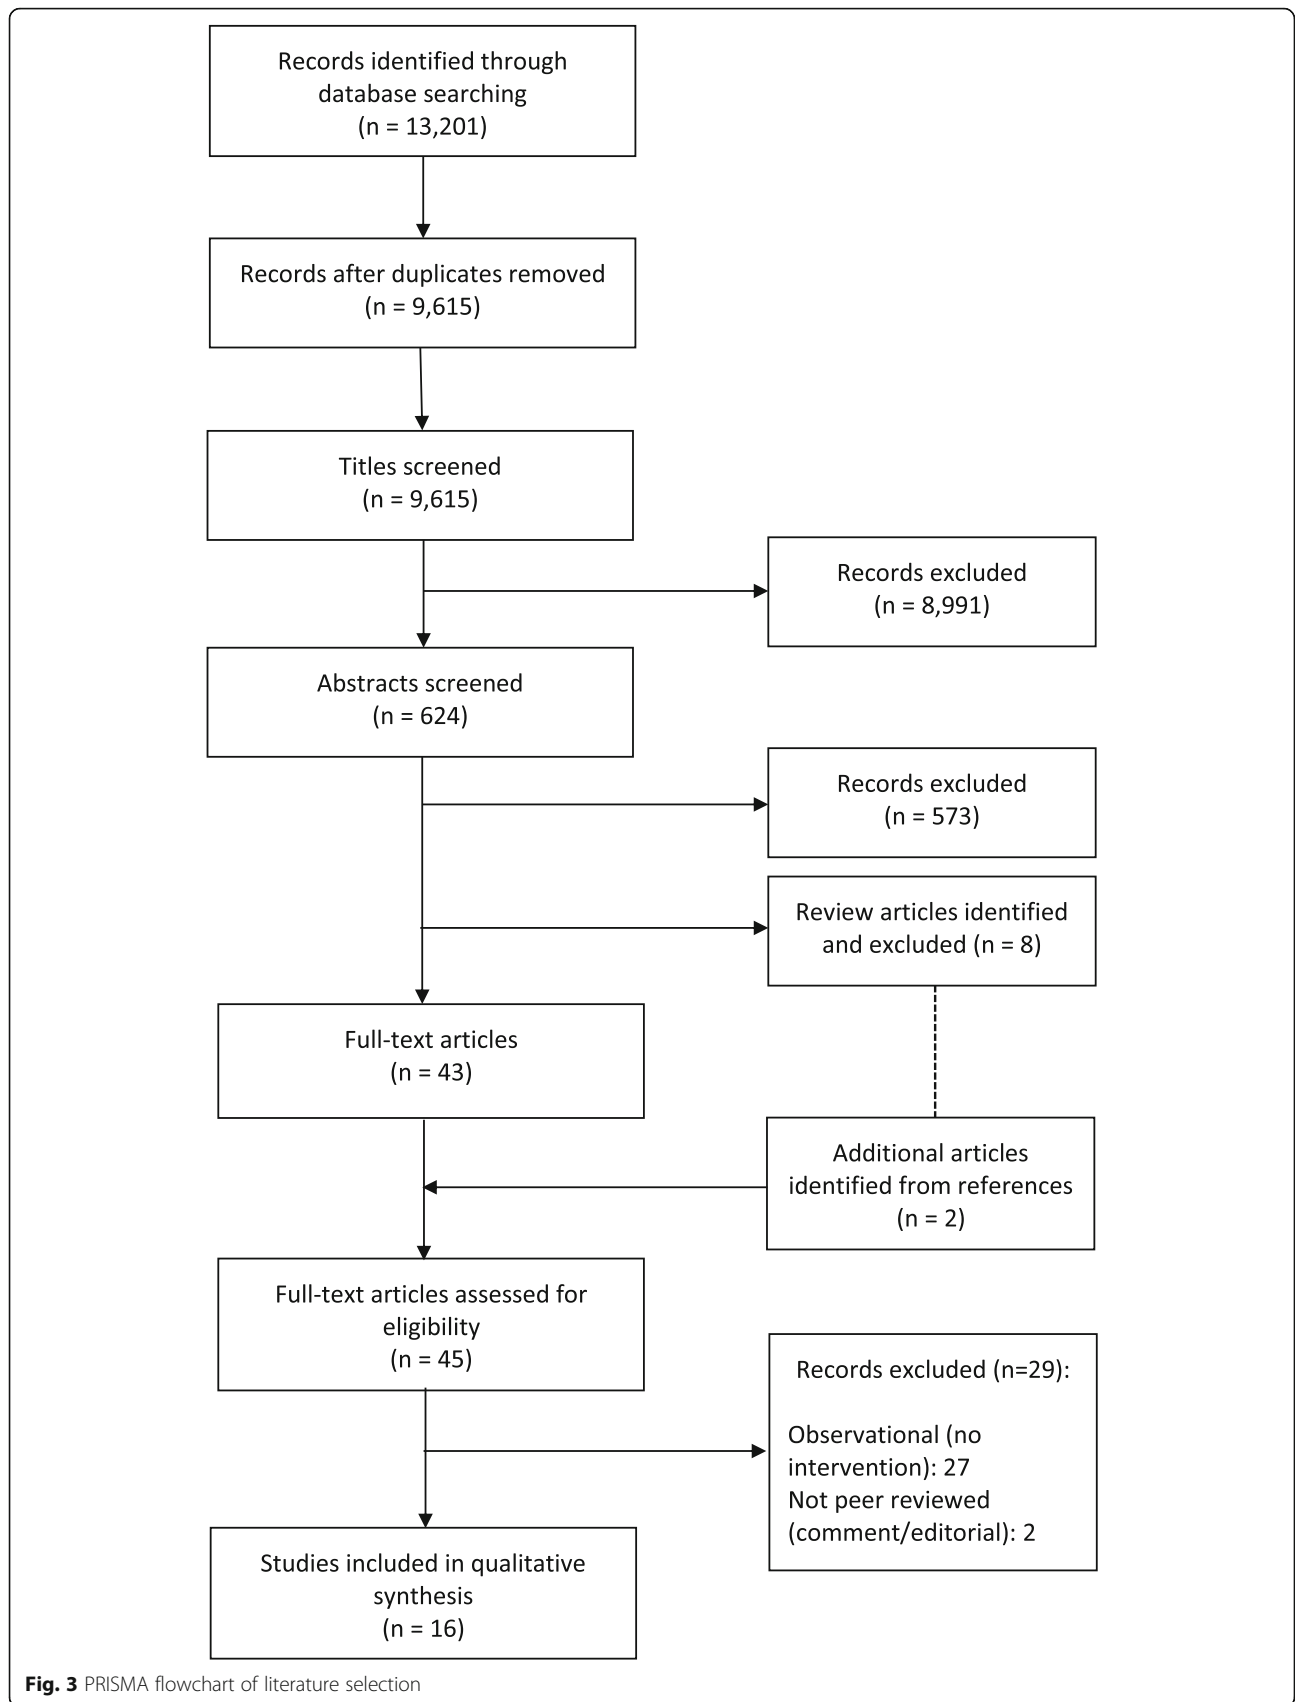 Records identified through
database searching
(n = 13,201)
Records after duplicates removed
(n = 9,615)
Titles screened
(n = 9,615)
Records excluded
(n = 8,991)
Abstracts screened
(n = 624)
Records excluded
(n = 573)
Review articles identified
and excluded (n = 8)
Full-text articles
(n = 43)
Additional articles
identified from references
(n = 2)
Full-text articles assessed for
eligibility
(n = 45)
Records excluded (n=29):
Observational (no
intervention): 27
Not peer reviewed
(comment/editorial): 2
Studies included in qualitative
synthesis
(n = 16)
Fig. 3 PRISMA flowchart of literature selection